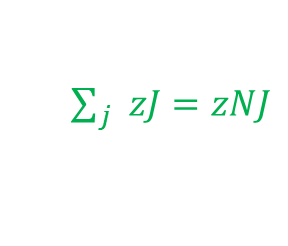 ∑ⱼ zJ = zNJ